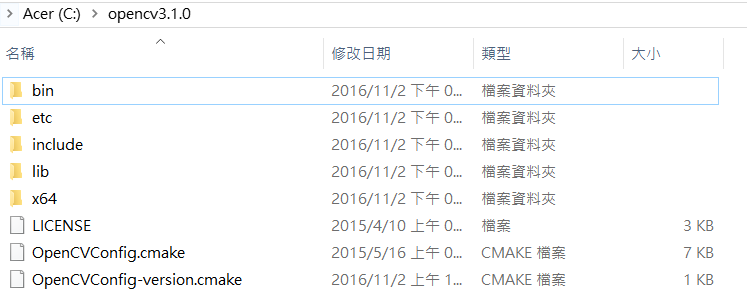 Acer (C:) > opencv3.1.0
名稱 修改日期 類型 大小
bin 2016/11/2 下午 0... 檔案資料夾
etc 2016/11/2 下午 0... 檔案資料夾
include 2016/11/2 下午 0... 檔案資料夾
lib 2016/11/2 下午 0... 檔案資料夾
x64 2016/11/2 下午 0... 檔案資料夾
LICENSE 2015/4/10 上午 0... 檔案 3 KB
OpenCVConfig.cmake 2015/5/16 上午 0... CMAKE 檔案 7 KB
OpenCVConfig-version.cmake 2016/11/2 上午 1... CMAKE 檔案 1 KB